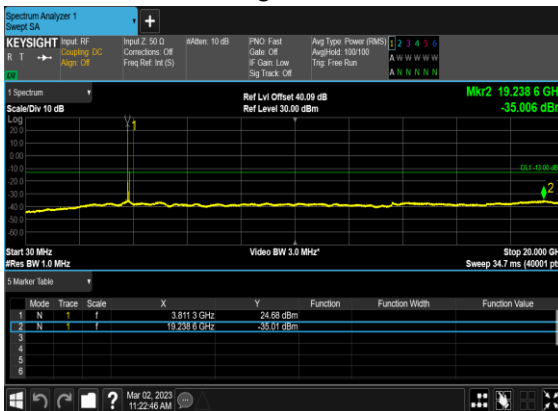 Spectrum Analyzer 1
Swept SA
+
KEYSIGHT Input: RF Input Z: 50 Ω #Atten: 10 dB PNO: Fast Avg Type: Power (RMS) 1 2 3 4 5 6
R T Coupling: DC Corrections: Off Gate: Off Avg|Hold: 100/100 A W W W W W
Align: Off Freq Ref: Int (S) IF Gain: Low Trig: Free Run
Sig Track: Off A N N N N N
LV
1 Spectrum Ref Lvl Offset 40.09 dB Mkr2 19.238 6 GH
Scale/Div 10 dB Ref Level 30.00 dBm -35.006 dBr
Log
20.0
10.0
0.00
-10.0
-20.0
-30.0
-40.0
-50.0
-60.0
1
DL1 -13.00 dB
2
Start 30 MHz Video BW 3.0 MHz* Stop 20.000 GH
#Res BW 1.0 MHz Sweep 34.7 ms (40001 pt
5 Marker Table
Mode Trace Scale X Y Function Function Width Function Value
1 N 1 f 3.811 3 GHz 24.68 dBm
2 N 1 f 19.238 6 GHz -35.01 dBm
3
4
5
6
? Mar 02, 2023
11:22:46 AM